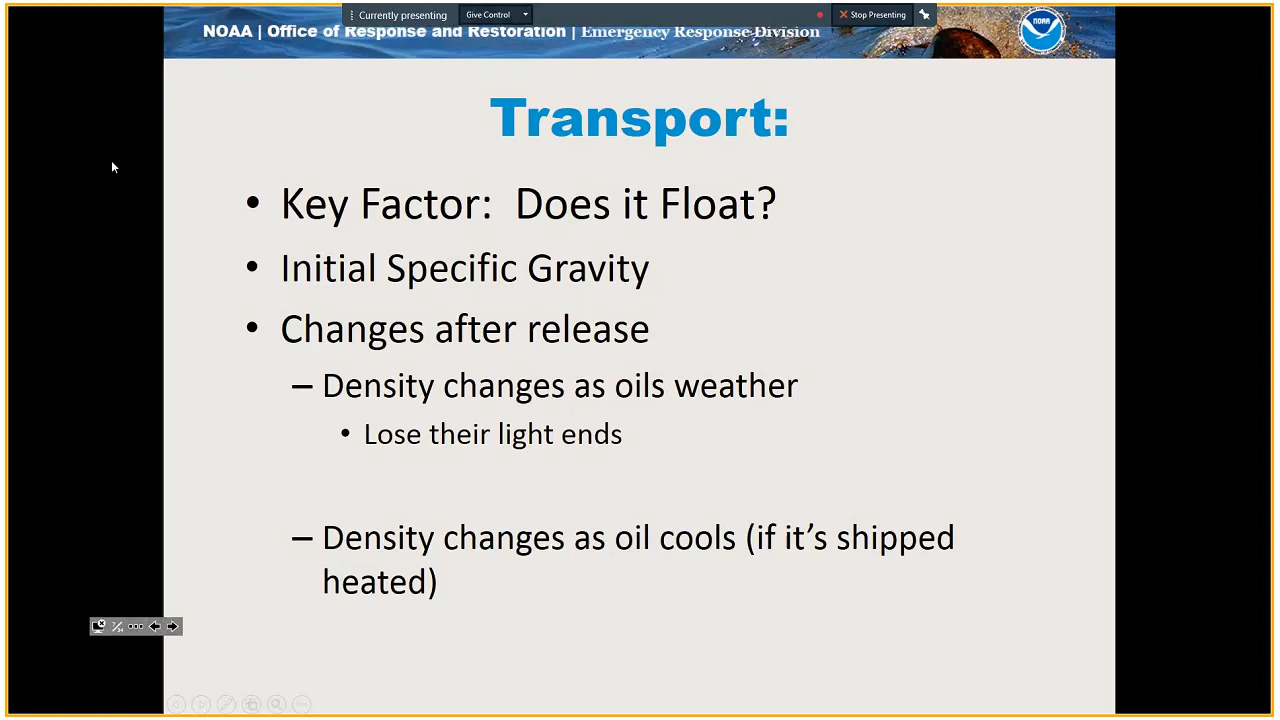 Currently presenting
Give Control
Stop Presenting
NOAA | Office of Response and Restoration | Emergency Response Division
NOAA
Transport:
• Key Factor: Does it Float?
• Initial Specific Gravity
• Changes after release
– Density changes as oils weather
• Lose their light ends
– Density changes as oil cools (if it’s shipped
heated)